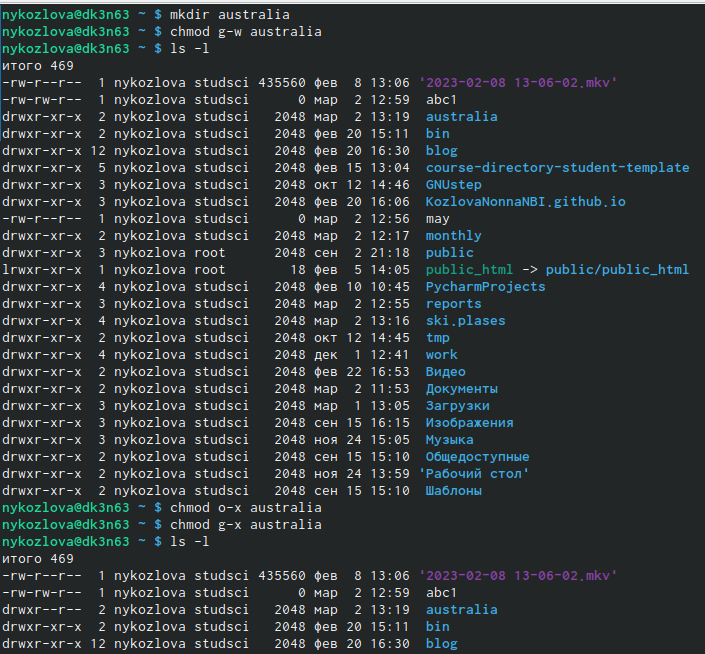 nykozlova@dk3n63 ~ $ mkdir australia
nykozlova@dk3n63 ~ $ chmod g-w australia
nykozlova@dk3n63 ~ $ ls -l
итого 469
-rw-r--r--  1 nykozlova studsci 435560 фев  8 13:06 '2023-02-08 13-06-02.mkv'
-rw-rw-r--  1 nykozlova studsci      0 мар  2 12:59  abc1
drwxr-xr-x  2 nykozlova studsci   2048 мар  2 13:19  australia
drwxr-xr-x  2 nykozlova studsci   2048 фев 20 15:11  bin
drwxr-xr-x 12 nykozlova studsci   2048 фев 20 16:30  blog
drwxr-xr-x  5 nykozlova studsci   2048 фев 15 13:04  course-directory-student-template
drwxr-xr-x  3 nykozlova studsci   2048 окт 12 14:46  GNUstep
drwxr-xr-x  3 nykozlova studsci   2048 фев 20 16:06  KozlovaNonnaNBI.github.io
-rw-r--r--  1 nykozlova studsci      0 мар  2 12:56  may
drwxr-xr-x  2 nykozlova studsci   2048 мар  2 12:17  monthly
drwxr-xr-x  3 nykozlova root      2048 сен  2 21:18  public
lrwxr-xr-x  1 nykozlova root        18 фев  5 14:05  public_html -> public/public_html
drwxr-xr-x  4 nykozlova studsci   2048 фев 10 10:45  PycharmProjects
drwxr-xr-x  3 nykozlova studsci   2048 мар  2 12:55  reports
drwxr-xr-x  4 nykozlova studsci   2048 мар  2 13:16  ski.plases
drwxr-xr-x  2 nykozlova studsci   2048 окт 12 14:45  tmp
drwxr-xr-x  4 nykozlova studsci   2048 дек  1 12:41  work
drwxr-xr-x  2 nykozlova studsci   2048 фев 22 16:53  Видео
drwxr-xr-x  2 nykozlova studsci   2048 мар  2 11:53  Документы
drwxr-xr-x  3 nykozlova studsci   2048 мар  1 13:05  Загрузки
drwxr-xr-x  3 nykozlova studsci   2048 сен 15 16:15  Изображения
drwxr-xr-x  3 nykozlova studsci   2048 ноя 24 15:05  Музыка
drwxr-xr-x  2 nykozlova studsci   2048 сен 15 15:10  Общедоступные
drwxr-xr-x  2 nykozlova studsci   2048 ноя 24 13:59 'Рабочий стол'
drwxr-xr-x  2 nykozlova studsci   2048 сен 15 15:10  Шаблоны
nykozlova@dk3n63 ~ $ chmod o-x australia
nykozlova@dk3n63 ~ $ chmod g-x australia
nykozlova@dk3n63 ~ $ ls -l
итого 469
-rw-r--r--  1 nykozlova studsci 435560 фев  8 13:06 '2023-02-08 13-06-02.mkv'
-rw-rw-r--  1 nykozlova studsci      0 мар  2 12:59  abc1
drwxr--r--  2 nykozlova studsci   2048 мар  2 13:19  australia
drwxr-xr-x  2 nykozlova studsci   2048 фев 20 15:11  bin
drwxr-xr-x 12 nykozlova studsci   2048 фев 20 16:30  blog